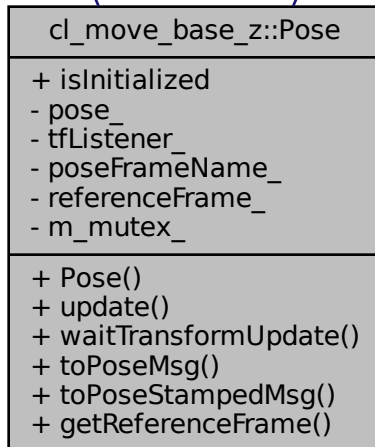 cl_move_base_z::Pose
+ isInitialized
- pose_
- tfListener_
- poseFrameName_
- referenceFrame_
- m_mutex_
+ Pose()
+ update()
+ waitTransformUpdate()
+ toPoseMsg()
+ toPoseStampedMsg()
+ getReferenceFrame()